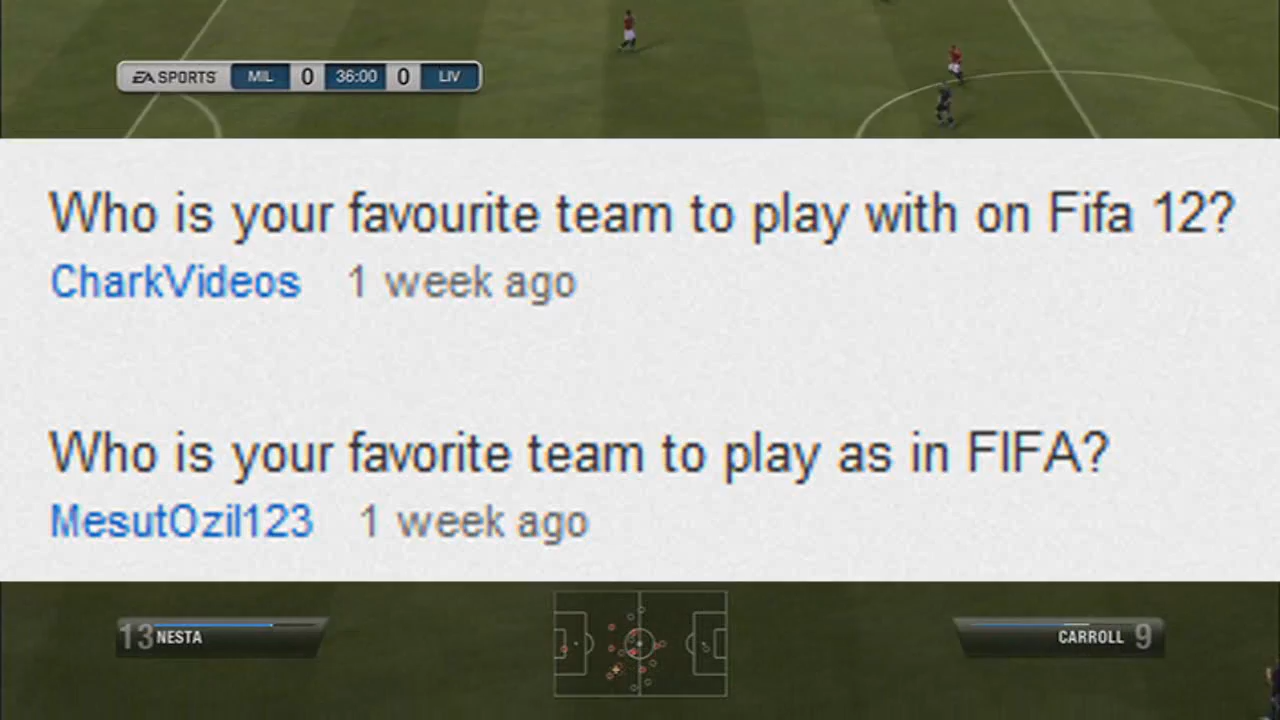 EA SPORTS MIL 0 36:00 0 LIV
Who is your favourite team to play with on Fifa 12?
CharkVideos 1 week ago
Who is your favorite team to play as in FIFA?
MesutOzil123 1 week ago
13 NESTA
CARROLL 9